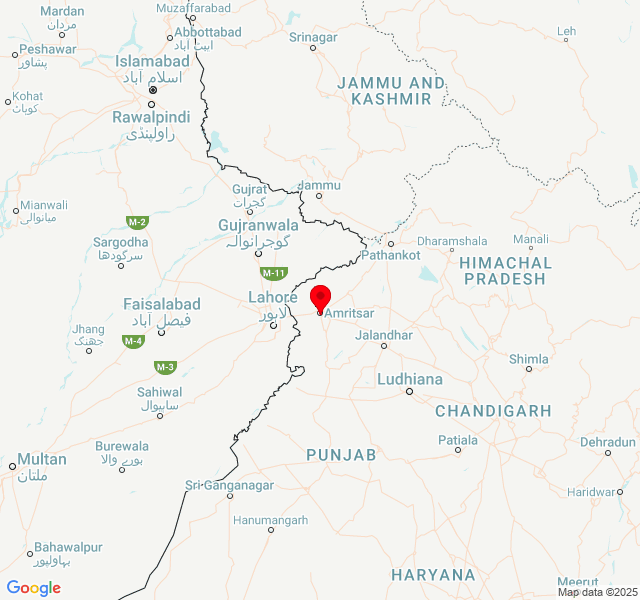 Muzaffarabad
Mardan
مردان
Abbottabad
ایبٹ آباد
Peshawar
پشاور
Srinagar
Leh
Islamabad
اسلام آباد
JAMMU AND
KASHMIR
Kohat
کوہاٹ
Rawalpindi
راولپنڈی
Gujrat
گجرات
Jammu
Mianwali
میانوالی
M-2
Gujranwala
گوجرانوالہ
Sargodha
سرگودھا
Pathankot
Dharamshala
Manali
HIMACHAL
PRADESH
M-11
Faisalabad
فیصل آباد
Lahore
لاہور
Amritsar
Jhang
جھنگ
M-4
Jalandhar
M-3
Shimla
Sahiwal
ساہیوال
Ludhiana
CHANDIGARH
Burewala
بورے والا
PUNJAB
Patiala
Dehradun
Multan
ملتان
Sri Ganganagar
Haridwar
Hanumangarh
Bahawalpur
بہاولپور
HARYANA
Meerut
Google
Map data ©2025